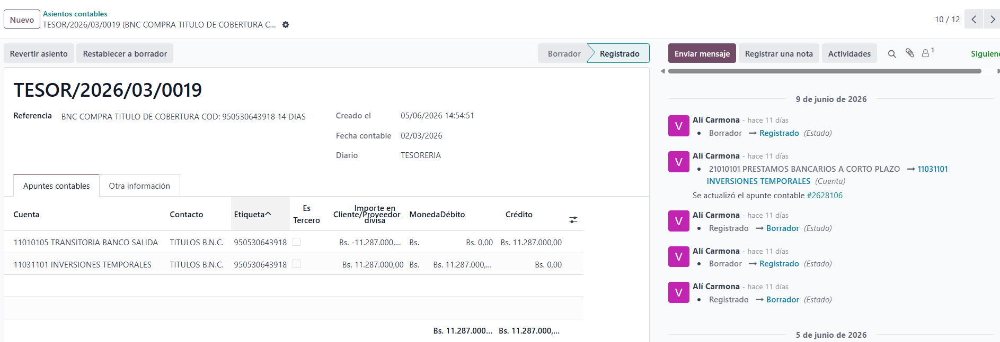 Nuevo
Asientos contables
TESOR/2026/03/0019 (BNC COMPRA TITULO DE COBERTURA C...
10 / 12
Revertir asiento
Restablecer a borrador
Borrador
Registrado
Enviar mensaje
Registrar una nota
Actividades
1
Siguien
TESOR/2026/03/0019
Referencia
BNC COMPRA TITULO DE COBERTURA COD: 950530643918 14 DIAS
Creado el
05/06/2026 14:54:51
Fecha contable
02/03/2026
Diario
TESORERIA
Apuntes contables
Otra información
Cuenta
Contacto
Etiqueta
Es Tercero
Cliente/Proveedor
Importe en divisa
Moneda
Débito
Crédito
11010105 TRANSITORIA BANCO SALIDA TITULOS B.N.C. 950530643918 Bs. -11.287.000,... Bs. Bs. 0,00 Bs. 11.287.000,00
11031101 INVERSIONES TEMPORALES TITULOS B.N.C. 950530643918 Bs. 11.287.000,00 Bs. Bs. 11.287.000,... Bs. 0,00
Bs. 11.287.000... Bs. 11.287.000,...
9 de junio de 2026
V
Alí Carmona - hace 11 días
• Borrador → Registrado (Estado)
V
Alí Carmona - hace 11 días
• 21010101 PRESTAMOS BANCARIOS A CORTO PLAZO → 11031101
INVERSIONES TEMPORALES (Cuenta)
Se actualizó el apunte contable #2628106
V
Alí Carmona - hace 11 días
• Registrado → Borrador (Estado)
V
Alí Carmona - hace 11 días
• Borrador → Registrado (Estado)
V
Alí Carmona - hace 11 días
• Registrado → Borrador (Estado)
5 de junio de 2026